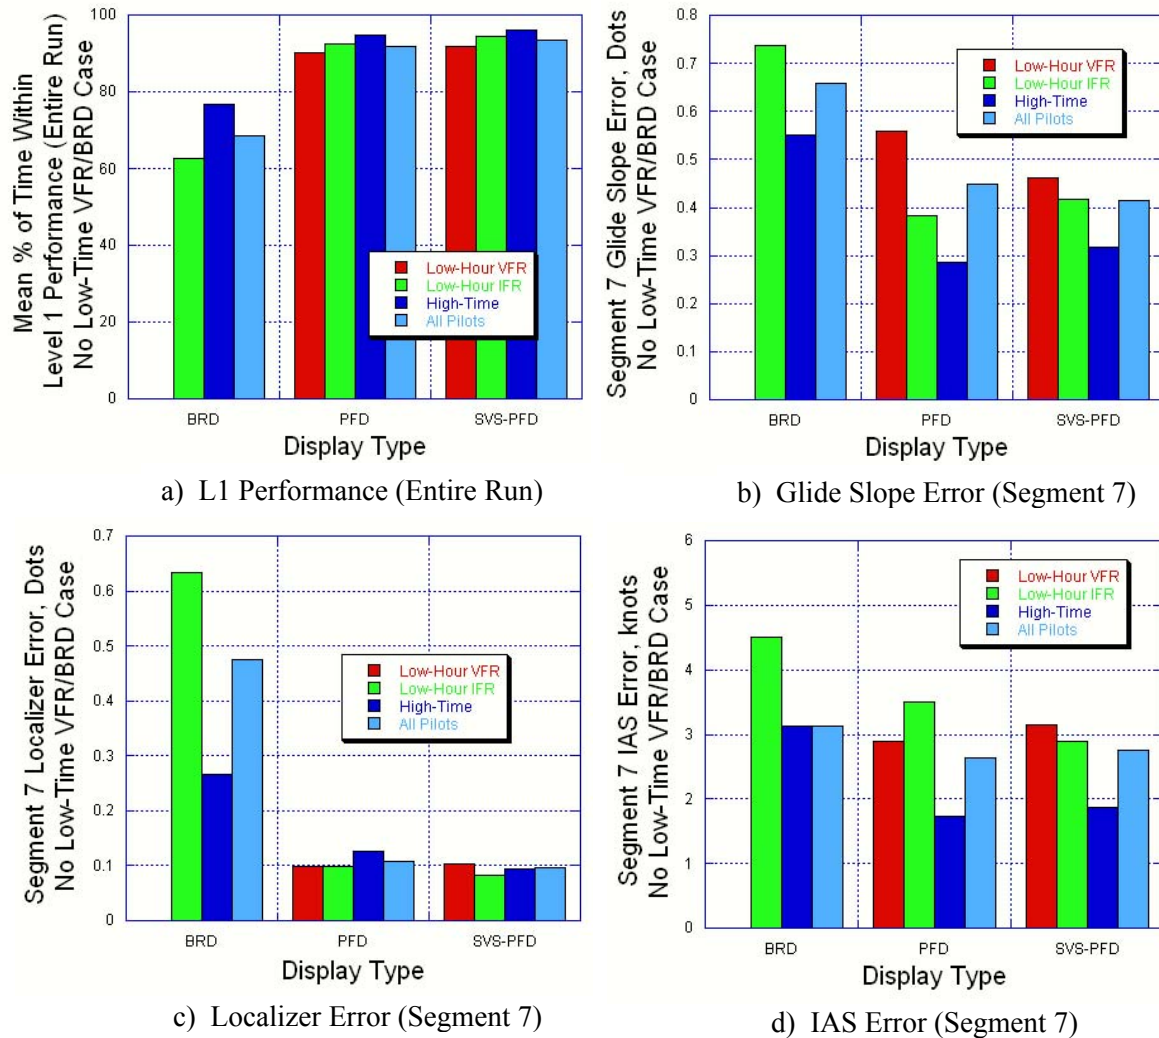 Mean % of Time Within
Level 1 Performance (Entire Run)
No Low-Time VFR/BRD Case
100
80
60
40
20
0
Low-Hour VFR
Low-Hour IFR
High-Time
All Pilots
BRD PFD SVS-PFD
Display Type
a) L1 Performance (Entire Run)
Segment 7 Glide Slope Error, Dots
No Low-Time VFR/BRD Case
0.8
0.7
0.6
0.5
0.4
0.3
0.2
0.1
0
Low-Hour VFR
Low-Hour IFR
High-Time
All Pilots
BRD PFD SVS-PFD
Display Type
b) Glide Slope Error (Segment 7)
Segment 7 Localizer Error, Dots
No Low-Time VFR/BRD Case
0.7
0.6
0.5
0.4
0.3
0.2
0.1
0
Low-Hour VFR
Low-Hour IFR
High-Time
All Pilots
BRD PFD SVS-PFD
Display Type
c) Localizer Error (Segment 7)
Segment 7 IAS Error, knots
No Low-Time VFR/BRD Case
6
5
4
3
2
1
0
Low-Hour VFR
Low-Hour IFR
High-Time
All Pilots
BRD PFD SVS-PFD
Display Type
d) IAS Error (Segment 7)